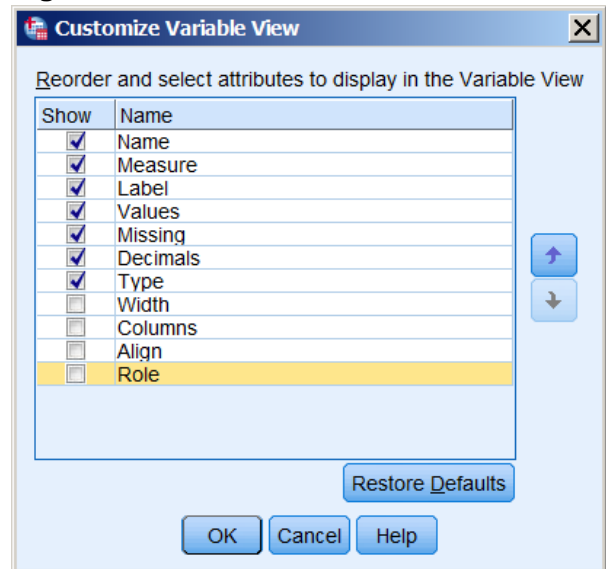 Customize Variable View
Reorder and select attributes to display in the Variable View
Show Name
Name
Measure
Label
Values
Missing
Decimals
Type
Width
Columns
Align
Role
Restore Defaults
OK Cancel Help